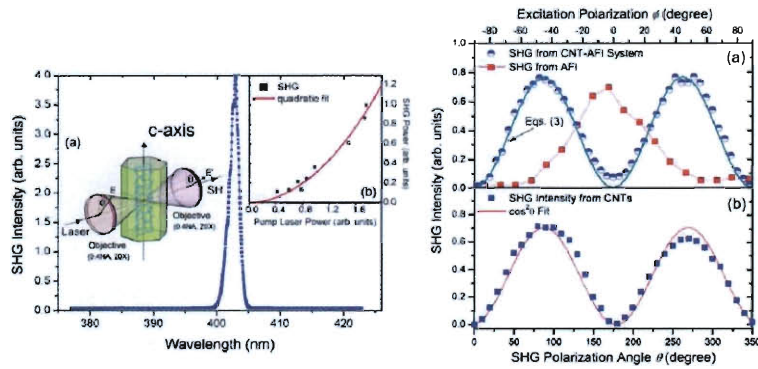 4.0
3.5
3.0
2.5
2.0
1.5
1.0
0.5
0.0
SHG Intensity (arb. units)
380 390 400 410 420
Wavelength (nm)
(a)
c-axis
E
E
SH
Laser
Objective
(0.4NA, 20X)
Objective
(0.4NA, 20X)
SHG
quadratic fit
(b)
1.2
1.0
0.8
0.6
0.4
0.2
0.0
SHG Power (arb. units)
0.0 0.4 0.8 1.2 1.6
Pump Laser Power (arb. units)
Excitation Polarization ϕ (degree)
-80 -60 -40 -20 0 20 40 60 80
(a)
SHG from CNT-AFI System
SHG from AFI
Eqs. (3)
0.8
0.6
0.4
0.2
0.0
SHG Intensity (arb. units)
(b)
SHG Intensity from CNTs
Fit
0.6
0.4
0.2
0.0
0 50 100 150 200 250 300 350
SHG Polarization Angle θ (degree)